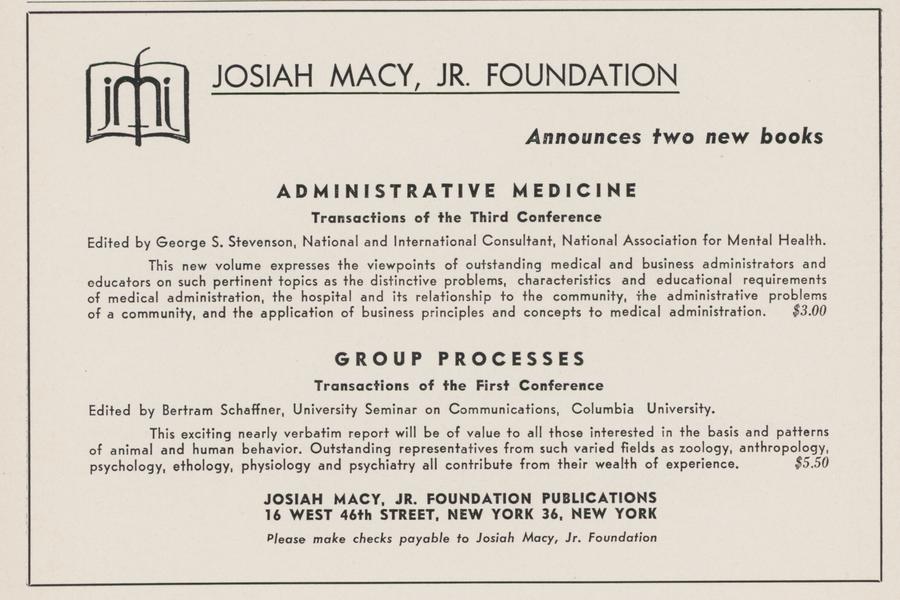 jmj
JOSIAH MACY, JR. FOUNDATION
Announces two new books
ADMINISTRATIVE MEDICINE
Transactions of the Third Conference
Edited by George S. Stevenson, National and International Consultant, National Association for Mental Health.
This new volume expresses the viewpoints of outstanding medical and business administrators and
educators on such pertinent topics as the distinctive problems, characteristics and educational requirements
of medical administration, the hospital and its relationship to the community, the administrative problems
of a community, and the application of business principles and concepts to medical administration. $3.00
GROUP PROCESSES
Transactions of the First Conference
Edited by Bertram Schaffner, University Seminar on Communications, Columbia University.
This exciting nearly verbatim report will be of value to all those interested in the basis and patterns
of animal and human behavior. Outstanding representatives from such varied fields as zoology, anthropology,
psychology, ethology, physiology and psychiatry all contribute from their wealth of experience. $5.50
JOSIAH MACY, JR. FOUNDATION PUBLICATIONS
16 WEST 46th STREET, NEW YORK 36, NEW YORK
Please make checks payable to Josiah Macy, Jr. Foundation